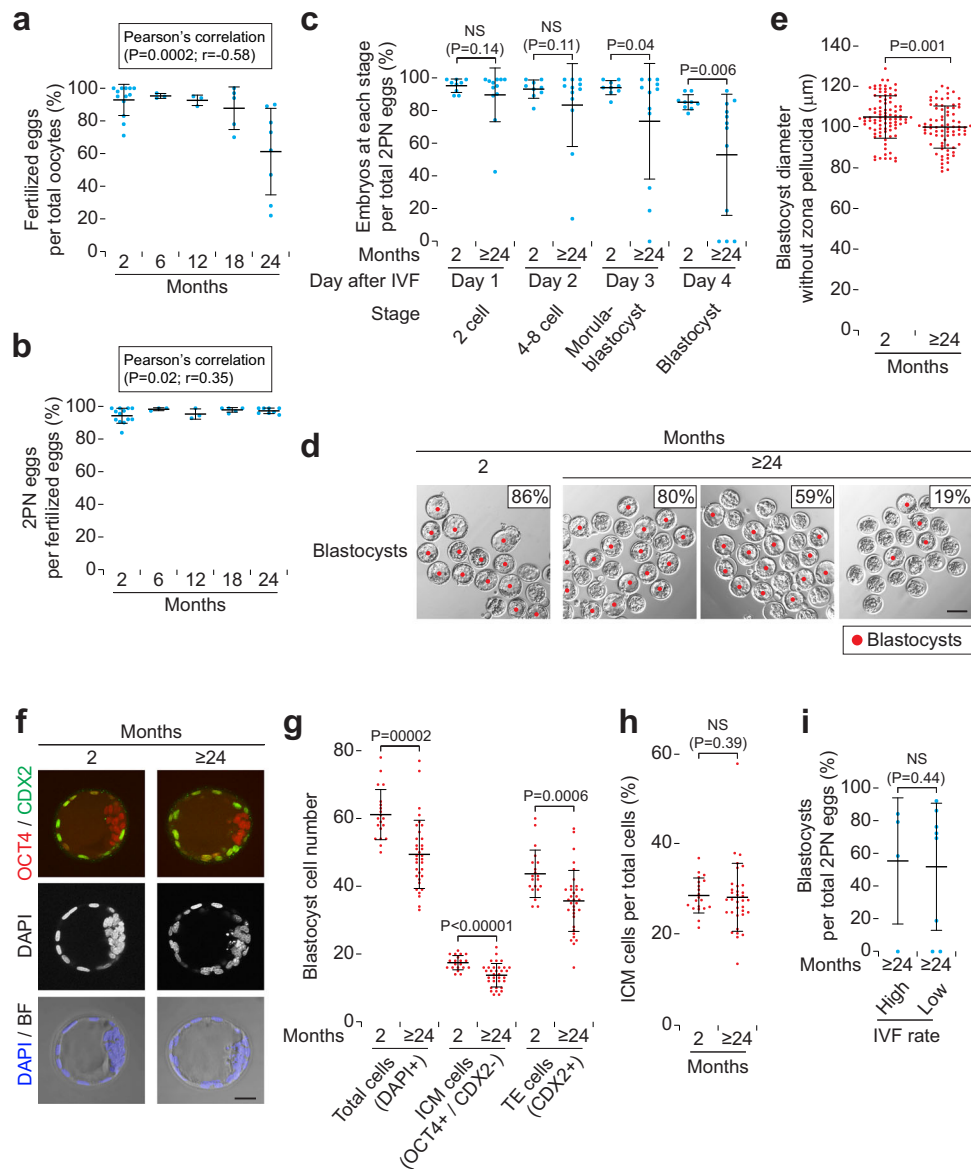 a
Pearson's correlation
(P=0.0002; r=-0.58)
Fertilized eggs
per total oocytes (%)
100
80
60
40
20
0
2 6 12 18 24
Months
b
Pearson's correlation
(P=0.02; r=0.35)
2PN eggs
per fertilized eggs (%)
100
80
60
40
20
0
2 6 12 18 24
Months
c
NS
(P=0.14)
NS
(P=0.11)
P=0.04
P=0.006
Embryos at each stage
per total 2PN eggs (%)
100
80
60
40
20
0
Months 2 ≥24 2 ≥24 2 ≥24 2 ≥24
Day after IVF Day 1 Day 2 Day 3 Day 4
Stage
2 cell
4-8 cell
Morula-
blastocyst
Blastocyst
d
Months
2 ≥24
86% 80% 59% 19%
Blastocysts
Blastocysts
e
P=0.001
Blastocyst diameter
without zona pellucida (μm)
140
120
100
80
60
40
20
0
2 ≥24
Months
f
Months
2 ≥24
OCT4 / CDX2
DAPI
DAPI / BF
g
P=00002
P<0.00001
P=0.0006
Blastocyst cell number
80
60
40
20
0
Months 2 ≥24 2 ≥24 2 ≥24
Total cells
(DAPI+)
ICM cells
(OCT4+ / CDX2-)
TE cells
(CDX2+)
h
NS
(P=0.39)
ICM cells per total cells (%)
60
40
20
0
2 ≥24
Months
i
NS
(P=0.44)
Blastocysts
per total 2PN eggs (%)
100
80
60
40
20
0
Months ≥24 ≥24
High Low
IVF rate